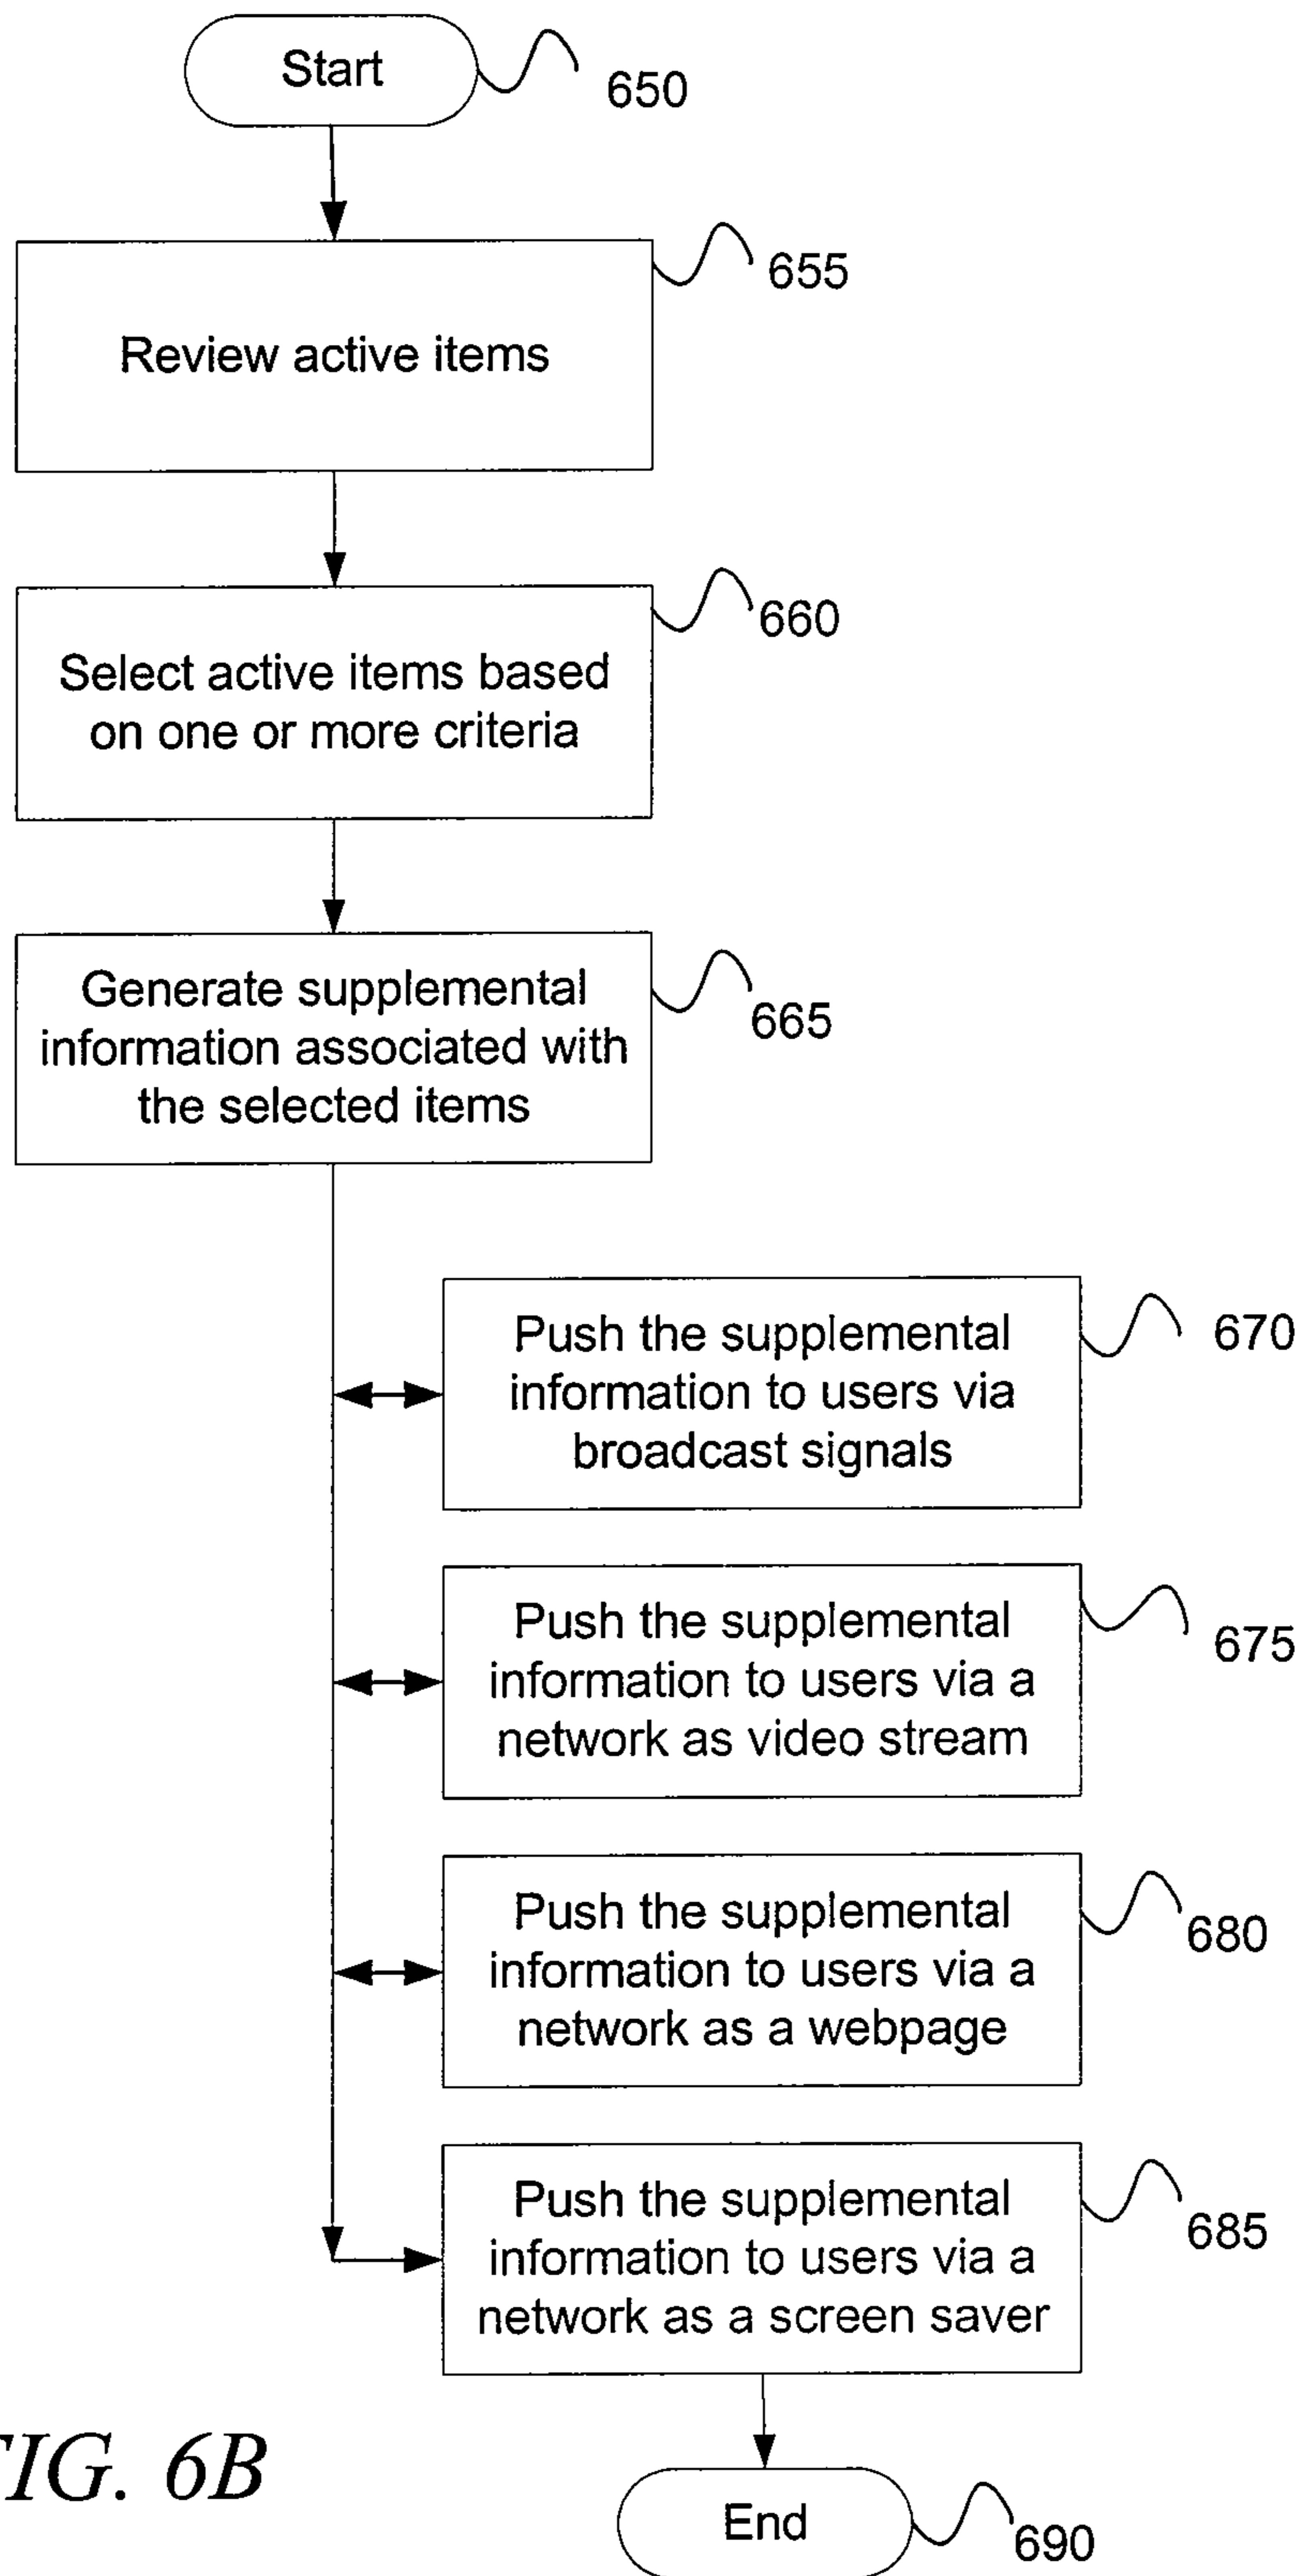 Start
650
655
Review active items
660
Select active items based
on one or more criteria
Generate supplemental
information associated with
the selected items
665
Push the supplemental
information to users via
broadcast signals
670
Push the supplemental
information to users via a
network as video stream
675
Push the supplemental
information to users via a
network as a webpage
680
Push the supplemental
information to users via a
network as a screen saver
685
FIG. 6B
End
690